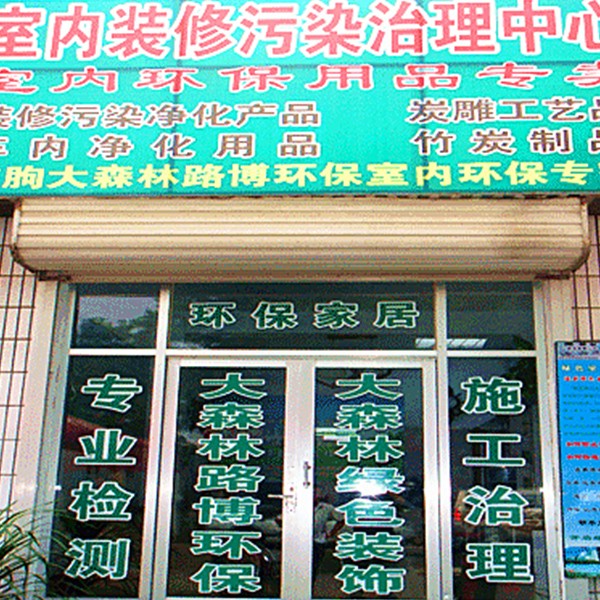 室内装修污染治理中心
室内环保用品专卖
装修污染净化产品 炭雕工艺品
车内净化用品 竹炭制品
朐大森林路博环保室内环保专
环保家居
专业检测
大森林路博环保
大森林绿色装饰
施工治理